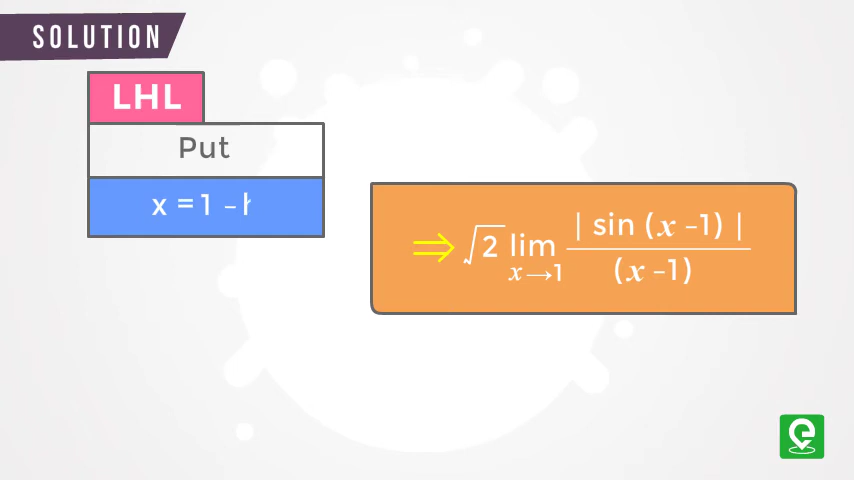 SOLUTION
LHL
Put
x = 1 -
⇒ √2 lim x→1 | sin (x -1) | / (x -1)